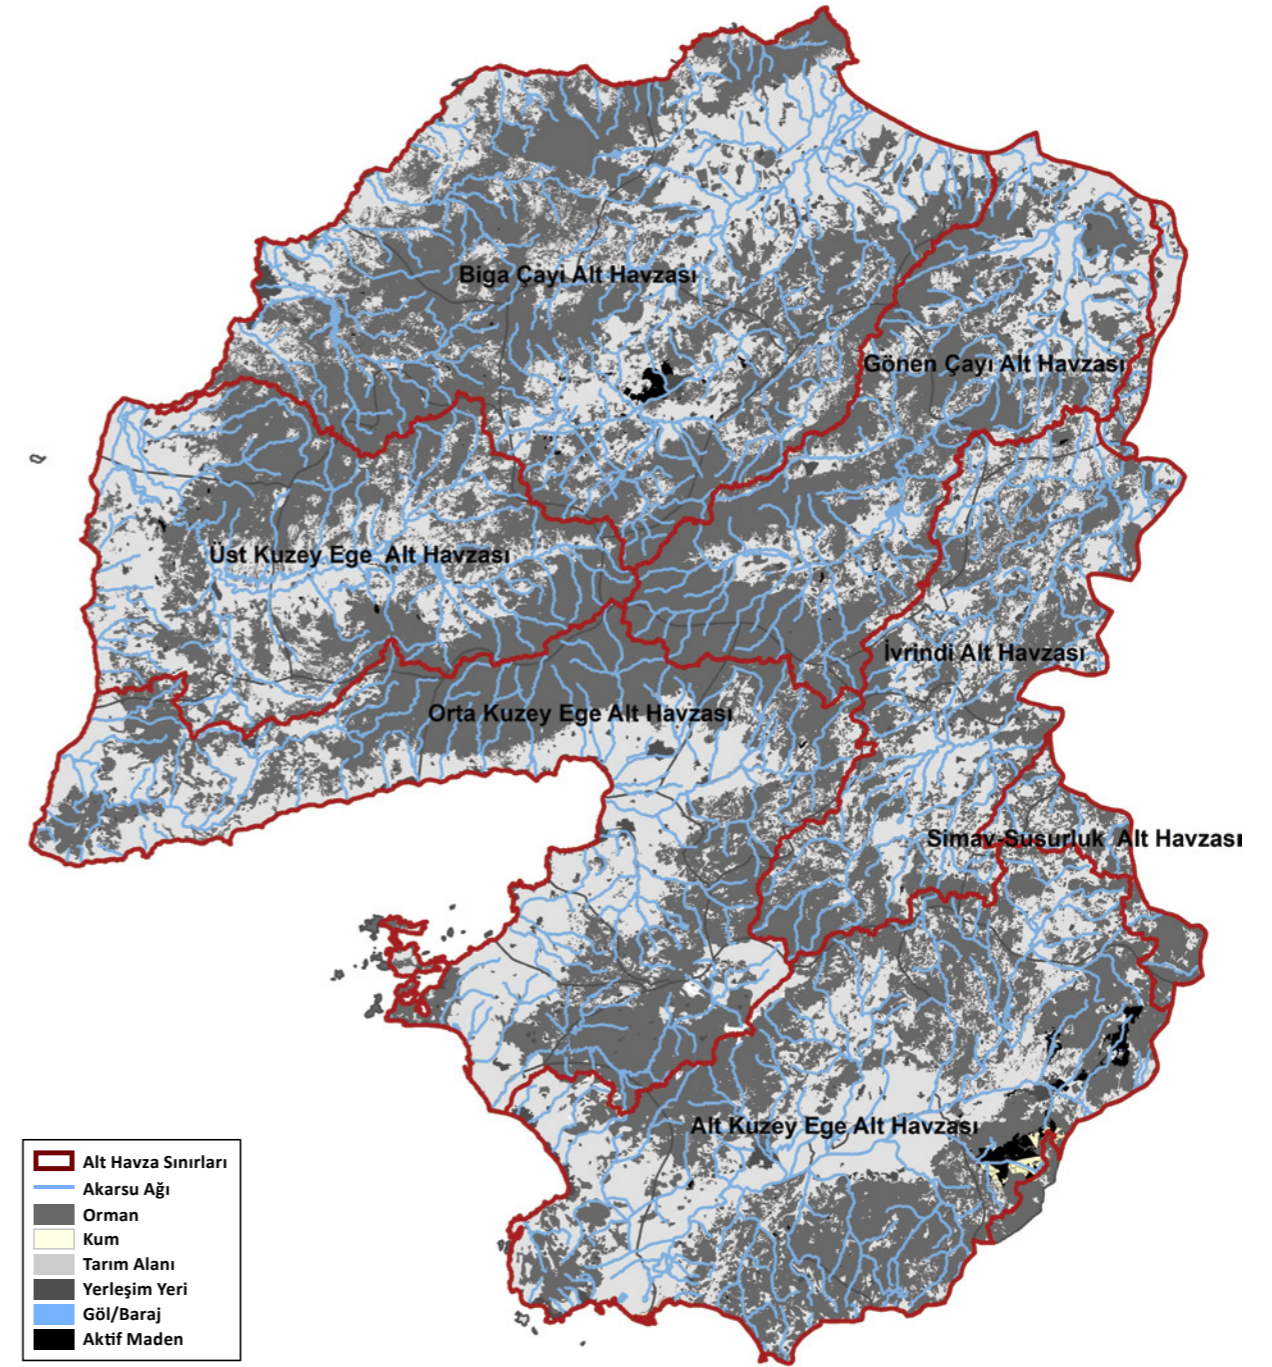 Biga Çayi Alt Havzası
Gönen Çayı Alt Havzası
Üst Kuzey Ege Alt Havzası
İvrindi Alt Havzası
Orta Kuzey Ege Alt Havzası
Simav-Susurluk Alt Havzası
Alt Kuzey Ege Alt Havzası
Alt Havza Sınırları
Akarsu Ağı
Orman
Kum
Tarım Alanı
Yerleşim Yeri
Göl/Baraj
Aktif Maden